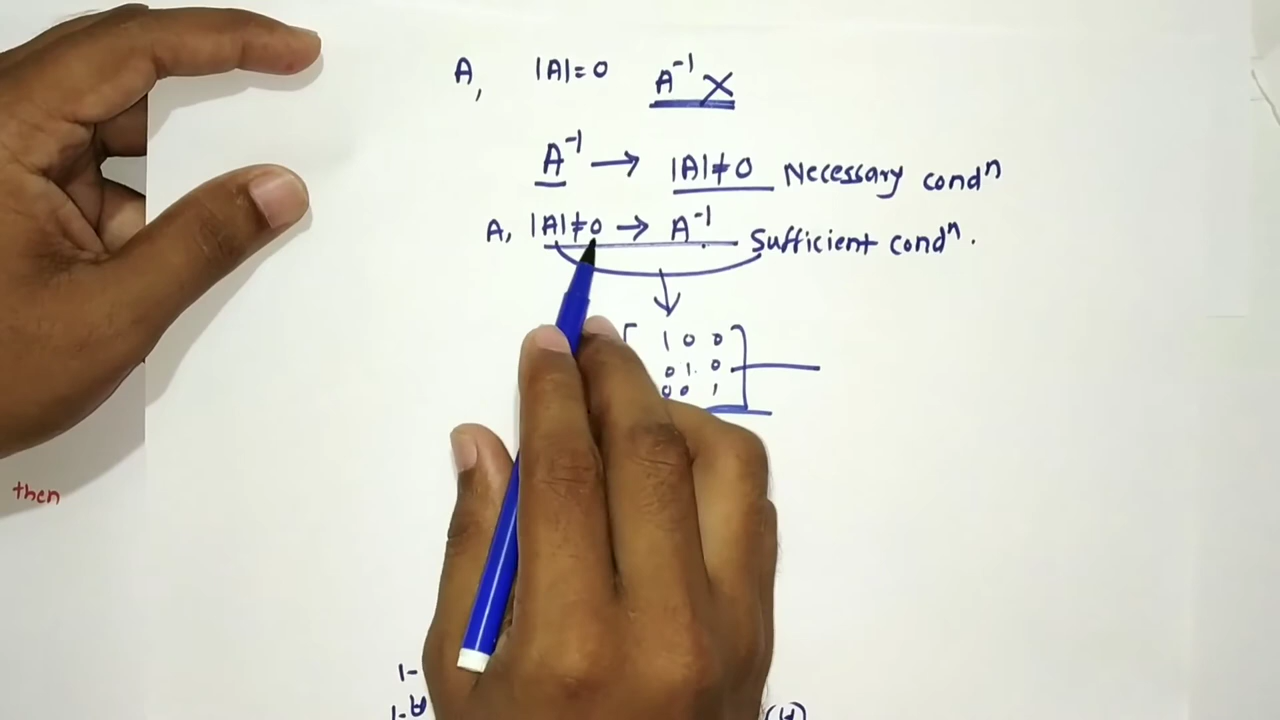 A, |A|=0 A⁻¹ X
A⁻¹ → |A|≠0 Necessary condⁿ
A, |A|≠0 → A⁻¹ Sufficient condⁿ.
1 0 0
0 1. 0
0 0 1
then